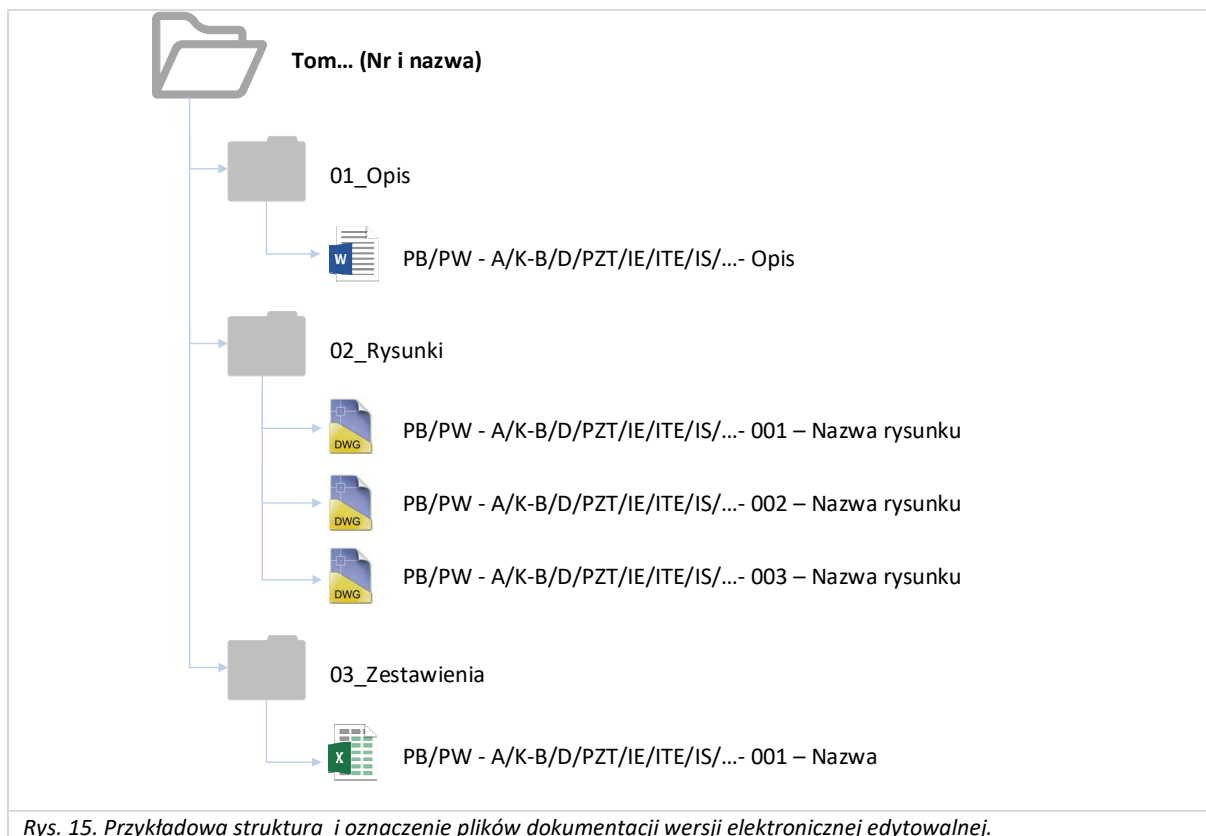 Tom… (Nr i nazwa)
01_Opis
W
PB/PW - A/K-B/D/PZT/IE/ITE/IS/…- Opis
02_Rysunki
DWG
PB/PW - A/K-B/D/PZT/IE/ITE/IS/…- 001 – Nazwa rysunku
DWG
PB/PW - A/K-B/D/PZT/IE/ITE/IS/…- 002 – Nazwa rysunku
DWG
PB/PW - A/K-B/D/PZT/IE/ITE/IS/…- 003 – Nazwa rysunku
03_Zestawienia
X
PB/PW - A/K-B/D/PZT/IE/ITE/IS/…- 001 – Nazwa
Rys. 15. Przykładowa struktura i oznaczenie plików dokumentacji wersji elektronicznej edytowalnej.